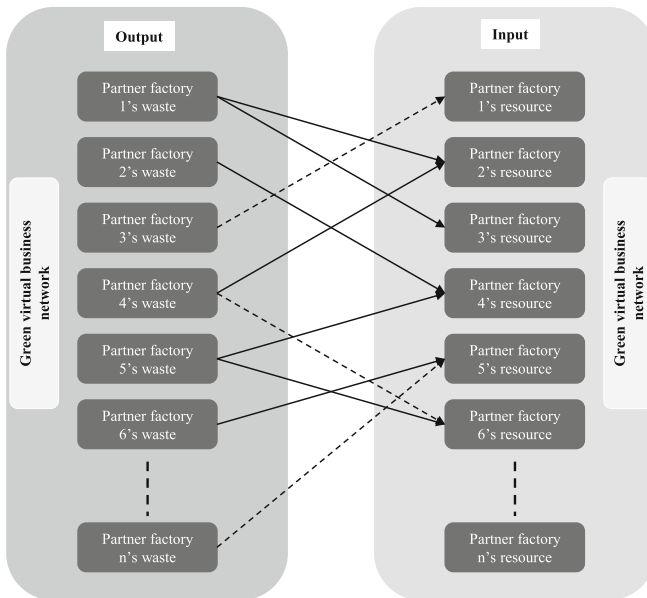 Output
Input
Green virtual business
network
Partner factory
1's waste
Partner factory
2's waste
Partner factory
3's waste
Partner factory
4's waste
Partner factory
5's waste
Partner factory
6's waste
Partner factory
n's waste
Partner factory
1's resource
Partner factory
2's resource
Partner factory
3's resource
Partner factory
4's resource
Partner factory
5's resource
Partner factory
6's resource
Partner factory
n's resource
Green virtual business
network